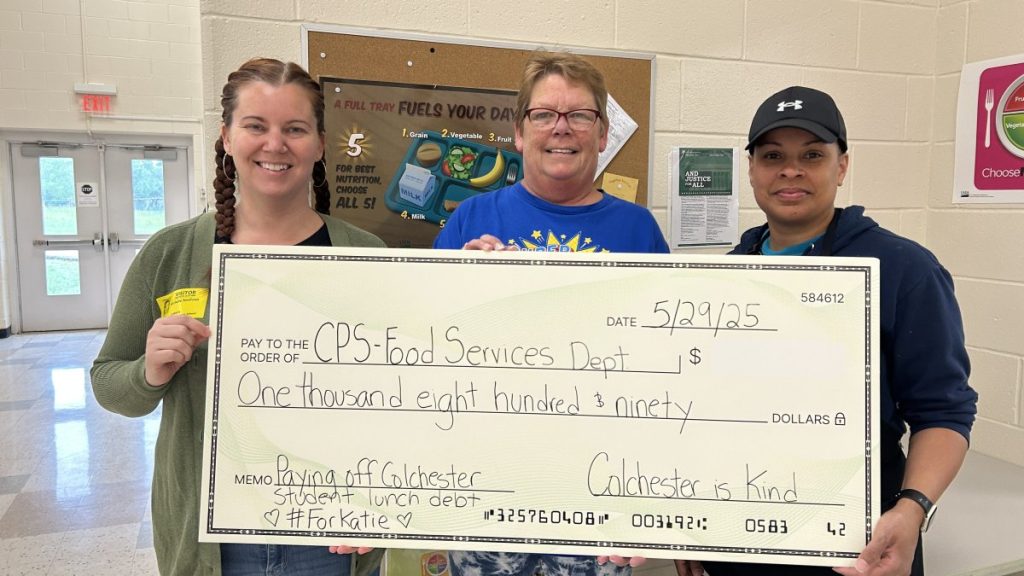 EXIT
A FULL TRAY FUELS YOUR DAY
1. Grain 2. Vegetable 3. Fruit
5
FOR BEST
NUTRITION,
CHOOSE
ALL 5!
MILK
4. Milk
AND JUSTICE
FOR ALL
Vegetable
Choose
VISITOR
584612
DATE 5/29/25
PAY TO THE
ORDER OF CPS-Food Services Dept $
One thousand eight hundred & ninety DOLLARS
MEMO Paying off Colchester
student lunch debt
♡ #ForKatie ♡
Colchester is Kind
⑈325760408⑈ 003192⑆ 0583 42